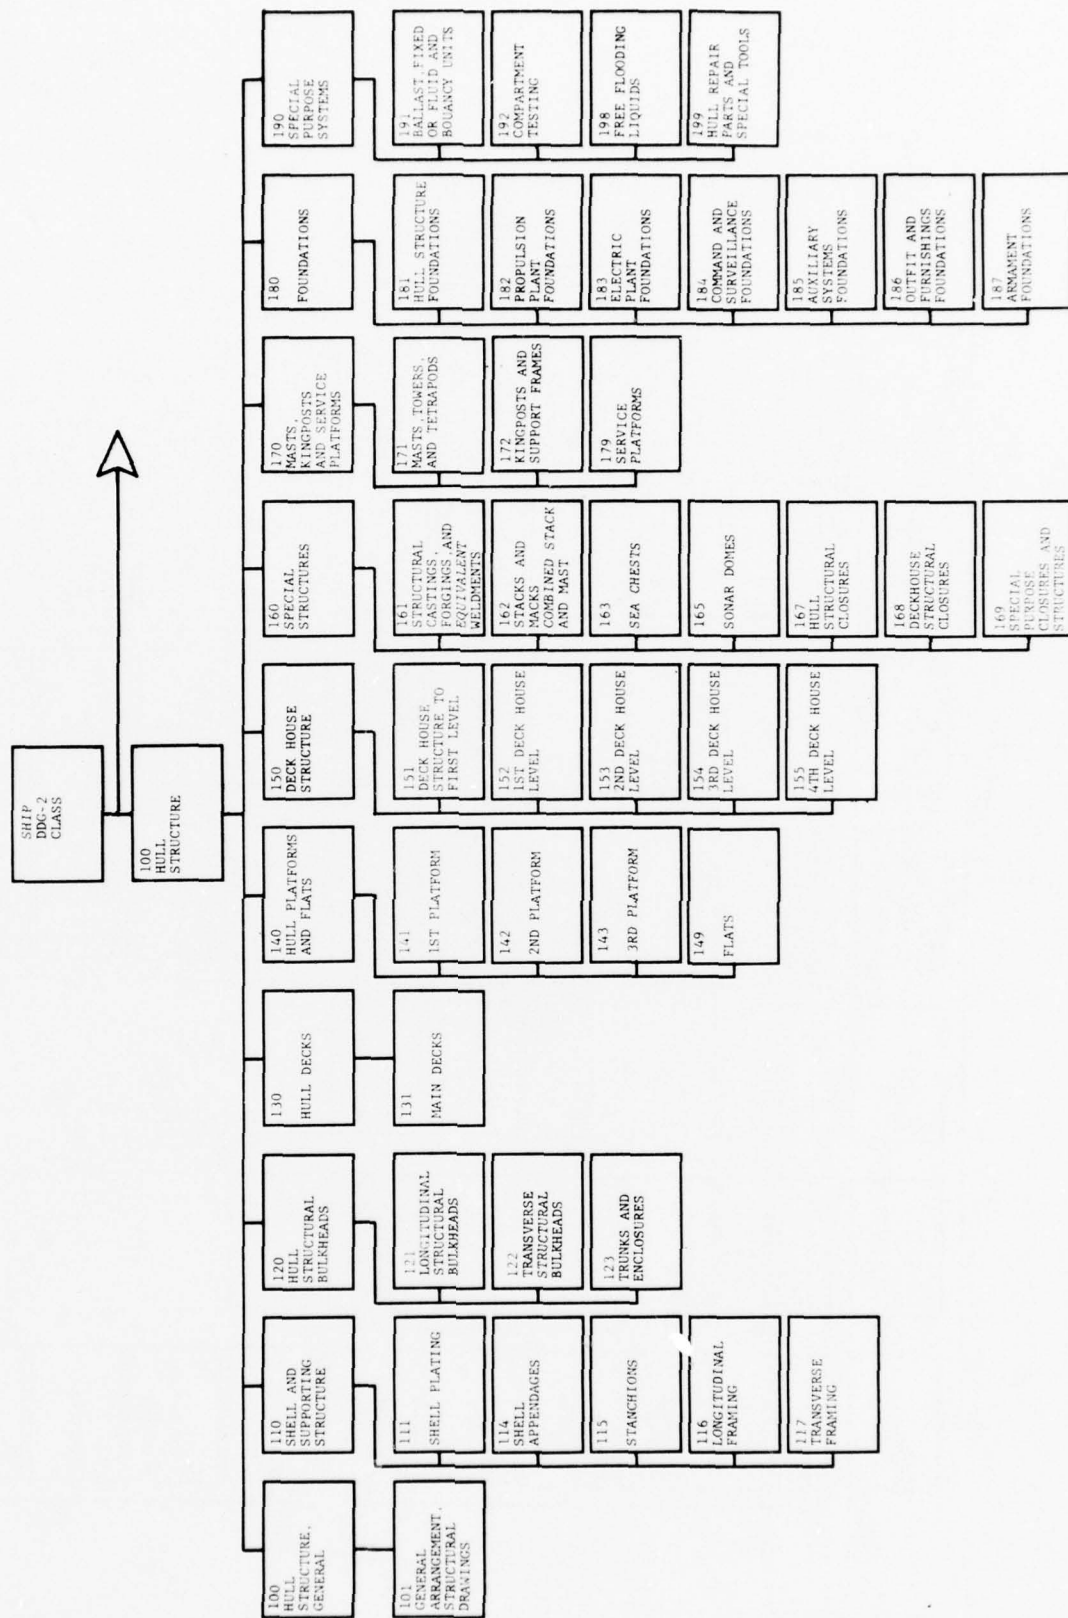 SHIP
DDG-2
CLASS
100
HULL
STRUCTURE
100
HULL
STRUCTURE,
GENERAL
101
GENERAL
ARRANGEMENT,
STRUCTURAL
DRAWINGS
110
SHELL AND
SUPPORTING
STRUCTURE
111
SHELL PLATING
114
SHELL
APPENDAGES
115
STANCHIONS
116
LONGITUDINAL
FRAMING
117
TRANSVERSE
FRAMING
120
HULL
STRUCTURAL
BULKHEADS
121
LONGITUDINAL
STRUCTURAL
BULKHEADS
122
TRANSVERSE
STRUCTURAL
BULKHEADS
123
TRUNKS AND
ENCLOSURES
130
HULL DECKS
131
MAIN DECKS
140
HULL PLATFORMS
AND FLATS
141
1ST PLATFORM
142
2ND PLATFORM
143
3RD PLATFORM
149
FLATS
150
DECK HOUSE
STRUCTURE
151
DECK HOUSE
STRUCTURE TO
FIRST LEVEL
152
1ST DECK HOUSE
LEVEL
153
2ND DECK HOUSE
LEVEL
154
3RD DECK HOUSE
LEVEL
155
4TH DECK HOUSE
LEVEL
160
SPECIAL
STRUCTURES
161
STRUCTURAL
CASTINGS,
FORGINGS, AND
EQUIVALENT
WELDMENTS
162
STACKS AND
MACKS
COMBINED STACK
AND MAST
163
SEA CHESTS
165
SONAR DOMES
167
HULL
STRUCTURAL
CLOSURES
168
DECKHOUSE
STRUCTURAL
CLOSURES
169
SPECIAL
PURPOSE
CLOSURES AND
STRUCTURES
170
MASTS,
KINGPOSTS
AND SERVICE
PLATFORMS
171
MASTS, TOWERS,
AND TETRAPODS
172
KINGPOSTS AND
SUPPORT FRAMES
179
SERVICE
PLATFORMS
180
FOUNDATIONS
181
HULL STRUCTURE
FOUNDATIONS
182
PROPULSION
PLANT
FOUNDATIONS
183
ELECTRIC
PLANT
FOUNDATIONS
184
COMMAND AND
SURVEILLANCE
FOUNDATIONS
185
AUXILIARY
SYSTEMS
FOUNDATIONS
186
OUTFIT AND
FURNISHINGS
FOUNDATIONS
187
ARMAMENT
FOUNDATIONS
190
SPECIAL
PURPOSE
SYSTEMS
191
BALLAST, FIXED
OR FLUID AND
BOUANCY UNITS
192
COMPARTMENT
TESTING
198
FREE FLOODING
LIQUIDS
199
HULL REPAIR
PARTS AND
SPECIAL TOOLS